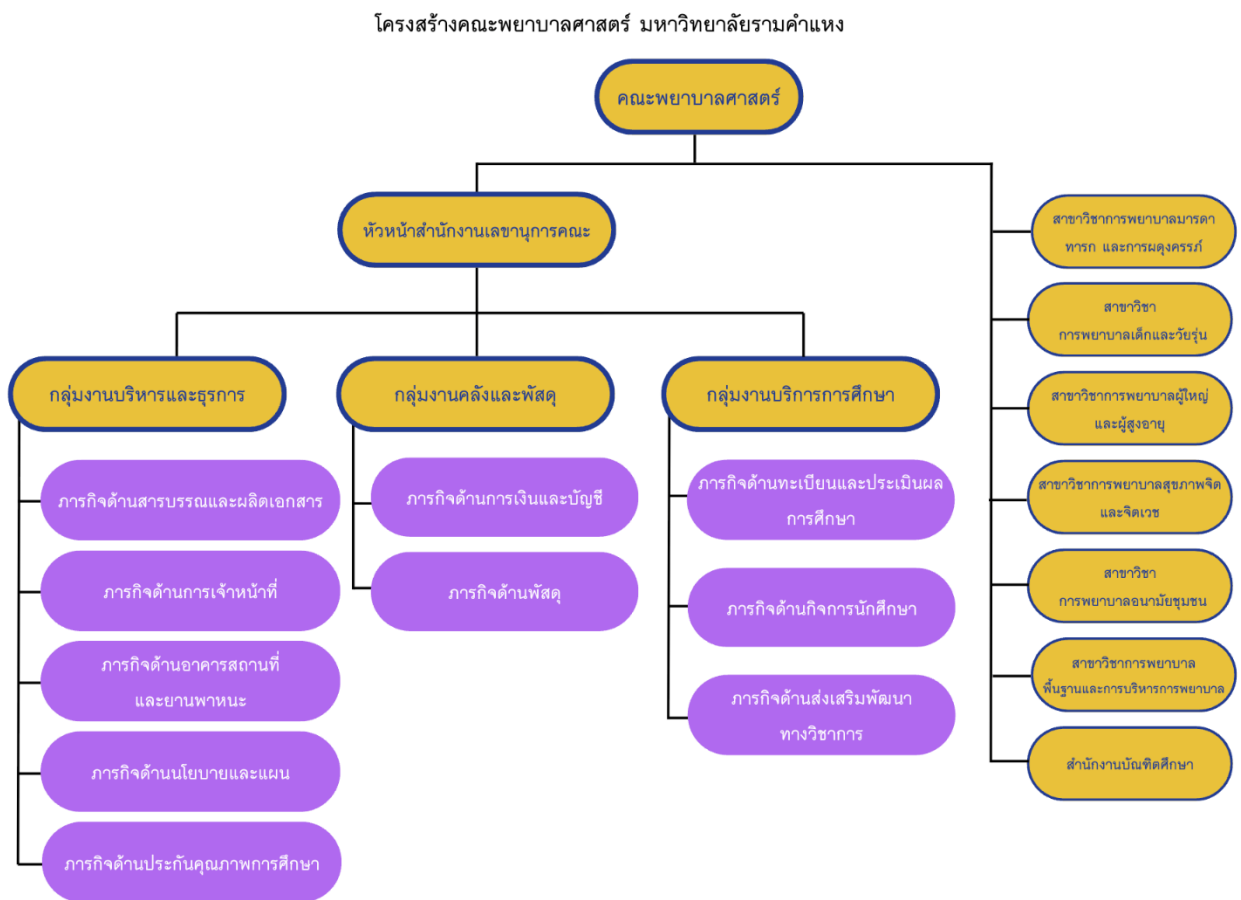 โครงสร้างคณะพยาบาลศาสตร์ มหาวิทยาลัยรามคำแหง
คณะพยาบาลศาสตร์
หัวหน้าสำนักงานเลขานุการคณะ
กลุ่มงานบริหารและธุรการ
ภารกิจด้านสารบรรณและผลิตเอกสาร
ภารกิจด้านการเจ้าหน้าที่
ภารกิจด้านอาคารสถานที่
และยานพาหนะ
ภารกิจด้านนโยบายและแผน
ภารกิจด้านประกันคุณภาพการศึกษา
กลุ่มงานคลังและพัสดุ
ภารกิจด้านการเงินและบัญชี
ภารกิจด้านพัสดุ
กลุ่มงานบริการการศึกษา
ภารกิจด้านทะเบียนและประเมินผล
การศึกษา
ภารกิจด้านกิจการนักศึกษา
ภารกิจด้านส่งเสริมพัฒนา
ทางวิชาการ
สาขาวิชาการพยาบาลมารดา
ทารก และการผดุงครรภ์
สาขาวิชา
การพยาบาลเด็กและวัยรุ่น
สาขาวิชาการพยาบาลผู้ใหญ่
และผู้สูงอายุ
สาขาวิชาการพยาบาลสุขภาพจิต
และจิตเวช
สาขาวิชา
การพยาบาลอนามัยชุมชน
สาขาวิชาการพยาบาล
พื้นฐานและการบริหารการพยาบาล
สำนักงานบัณฑิตศึกษา